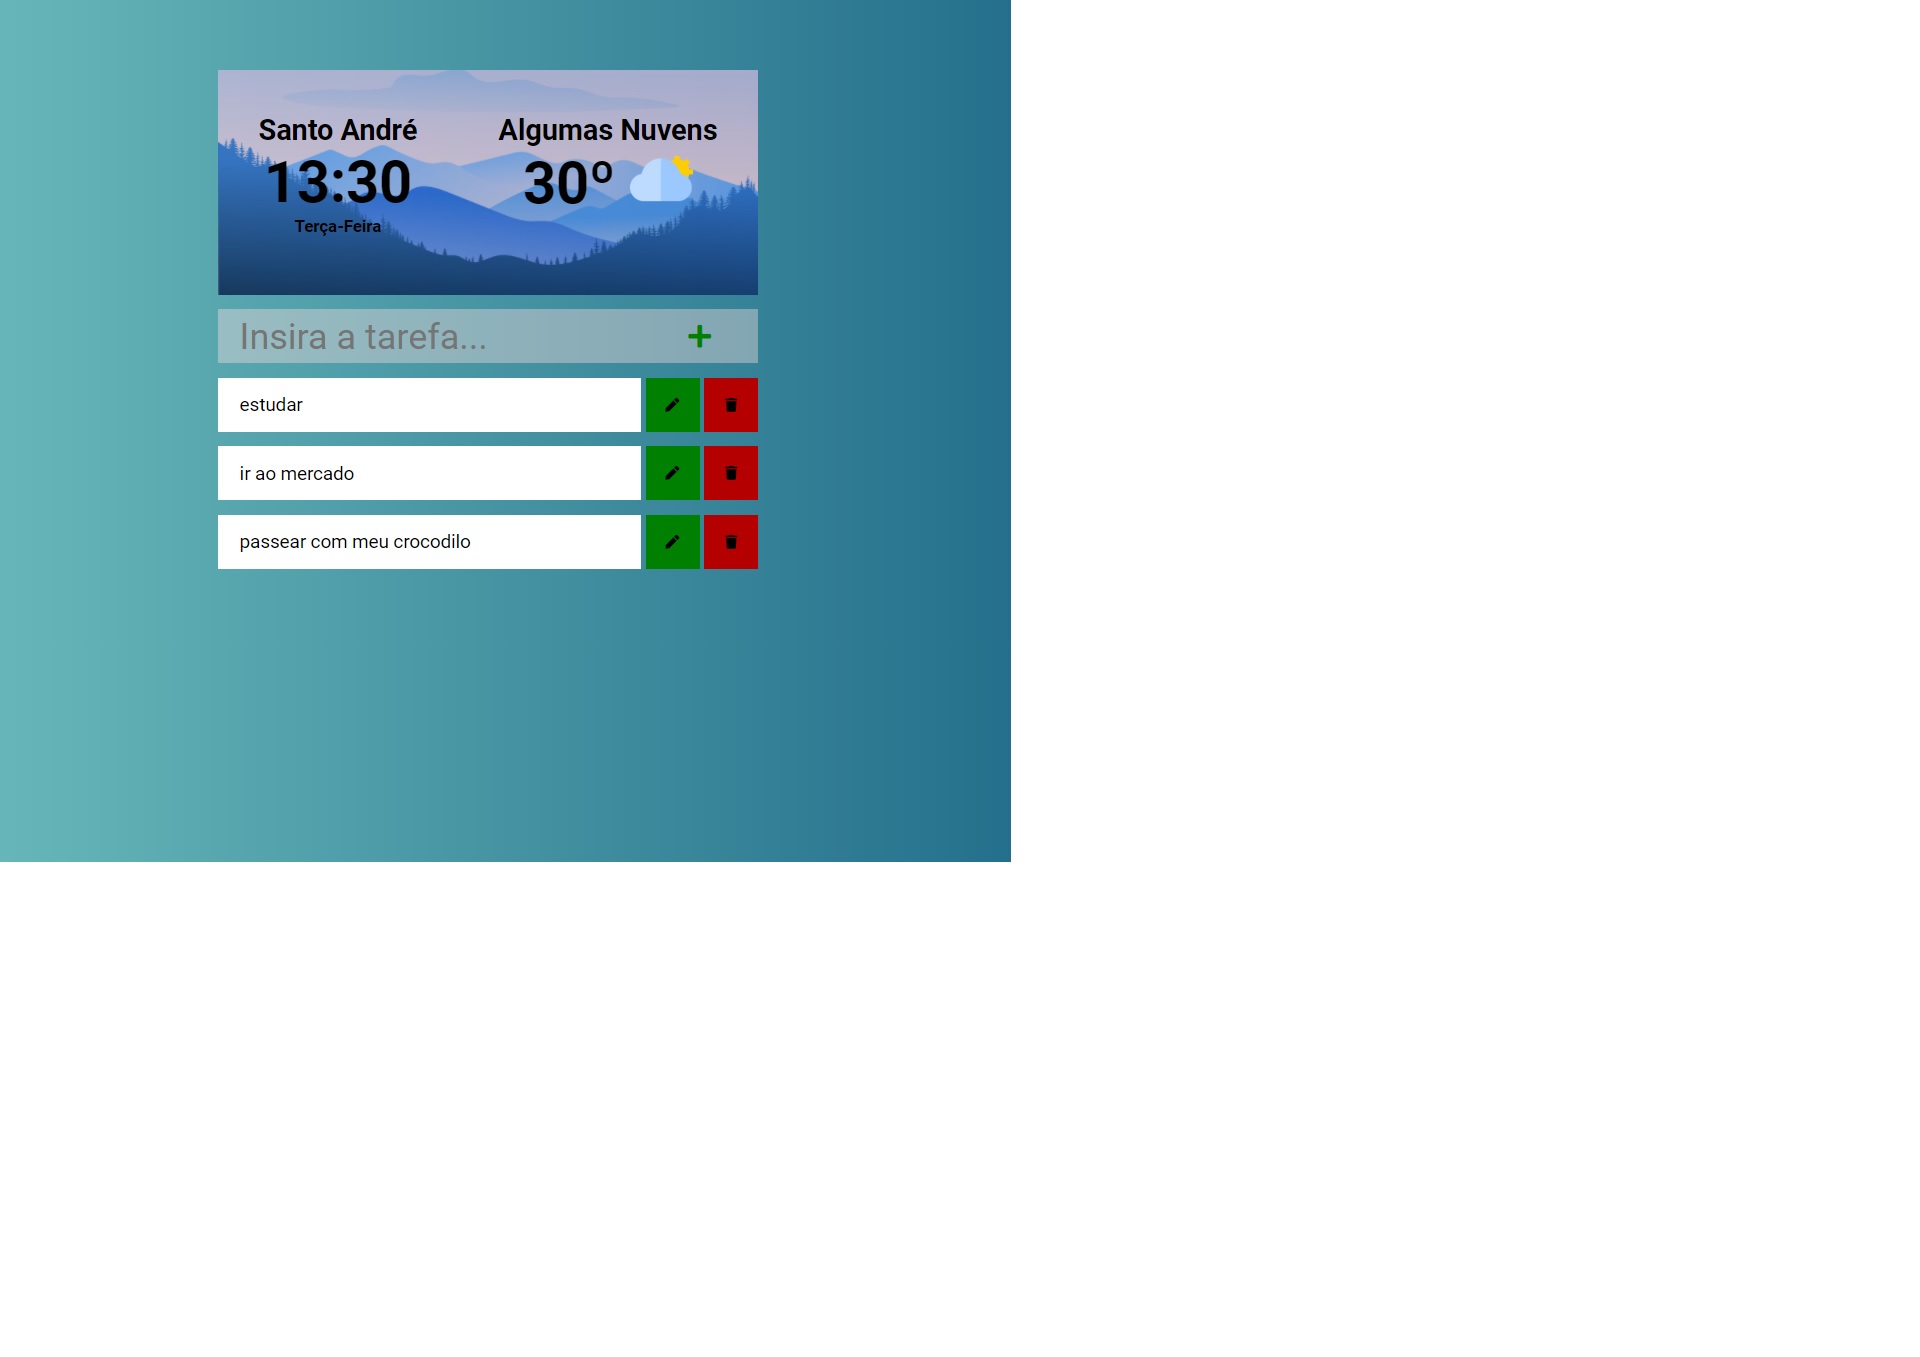 Santo André
13:30
Terça-Feira
Algumas Nuvens
30º
Insira a tarefa...
estudar
ir ao mercado
passear com meu crocodilo